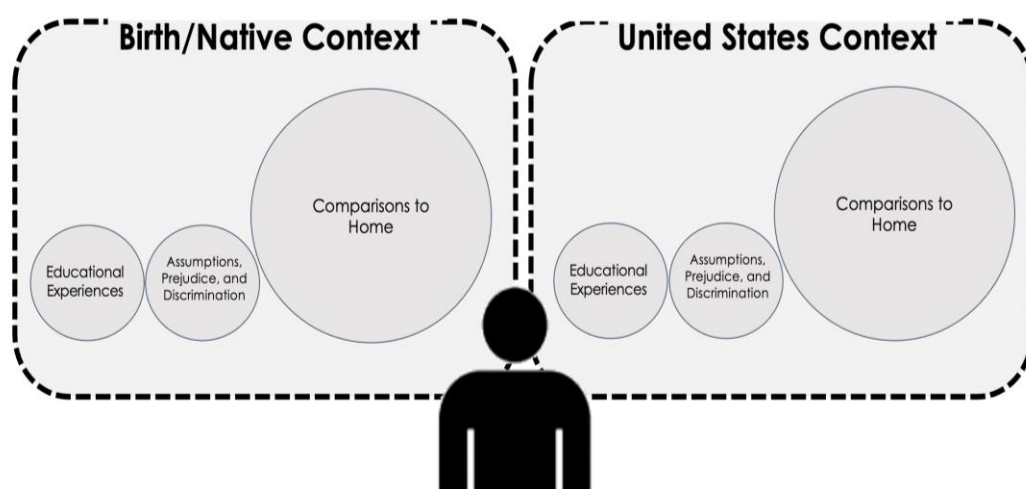 Birth/Native Context
Comparisons to
Home
Educational
Experiences
Assumptions,
Prejudice, and
Discrimination
United States Context
Comparisons to
Home
Educational
Experiences
Assumptions,
Prejudice, and
Discrimination